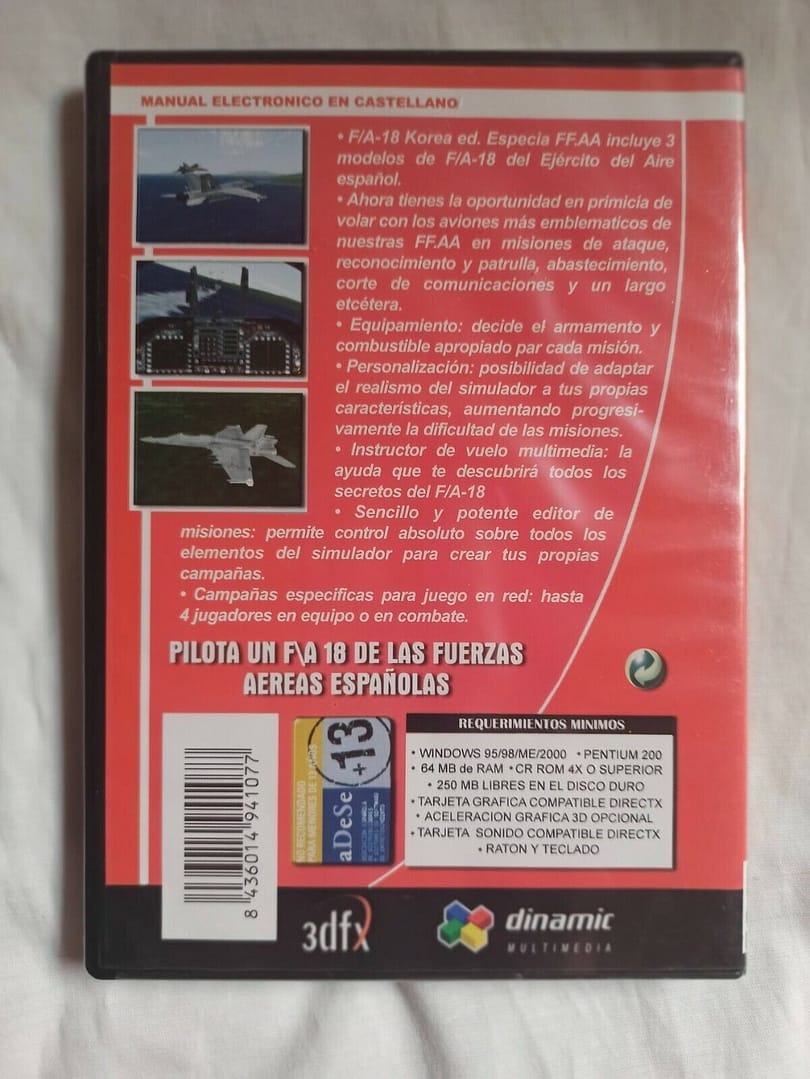 MANUAL ELECTRONICO EN CASTELLANO
• F/A-18 Korea ed. Especia FF.AA incluye 3
modelos de F/A-18 del Ejército del Aire
español.
• Ahora tienes la oportunidad en primicia de
volar con los aviones más emblematicos de
nuestras FF.AA en misiones de ataque,
reconocimiento y patrulla, abastecimiento,
corte de comunicaciones y un largo
etcétera.
• Equipamiento: decide el armamento y
combustible apropiado par cada misión.
• Personalización: posibilidad de adaptar
el realismo del simulador a tus propias
características, aumentando progresi-
vamente la dificultad de las misiones.
• Instructor de vuelo multimedia: la
ayuda que te descubrirá todos los
secretos del F/A-18
• Sencillo y potente editor de
misiones: permite control absoluto sobre todos los
elementos del simulador para crear tus propias
campañas.
• Campañas específicas para juego en red: hasta
4 jugadores en equipo o en combate.
PILOTA UN F\A 18 DE LAS FUERZAS
AEREAS ESPAÑOLAS
8 436014 941077
NO RECOMENDADO
PARA MENORES DE 13 AÑOS
+13
aDeSe
REQUERIMIENTOS MINIMOS
• WINDOWS 95/98/ME/2000 • PENTIUM 200
• 64 MB de RAM • CR ROM 4X O SUPERIOR
• 250 MB LIBRES EN EL DISCO DURO
• TARJETA GRAFICA COMPATIBLE DIRECTX
• ACELERACION GRAFICA 3D OPCIONAL
• TARJETA SONIDO COMPATIBLE DIRECTX
• RATON Y TECLADO
3dfx
dinamic
MULTIMEDIA